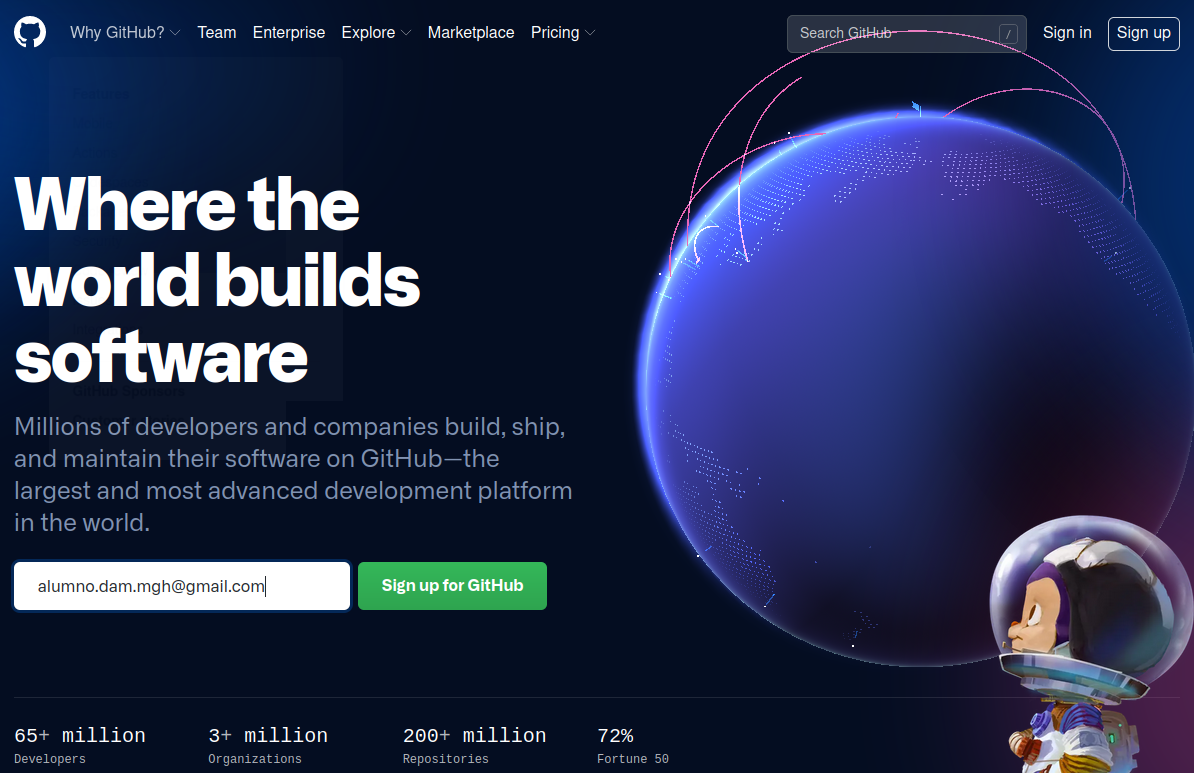 Why GitHub? Team Enterprise Explore Marketplace Pricing Search GitHub / Sign in Sign up
Where the
world builds
software
Millions of developers and companies build, ship,
and maintain their software on GitHub—the
largest and most advanced development platform
in the world.
alumno.dam.mgh@gmail.com Sign up for GitHub
65+ million 3+ million 200+ million 72%
Developers Organizations Repositories Fortune 50